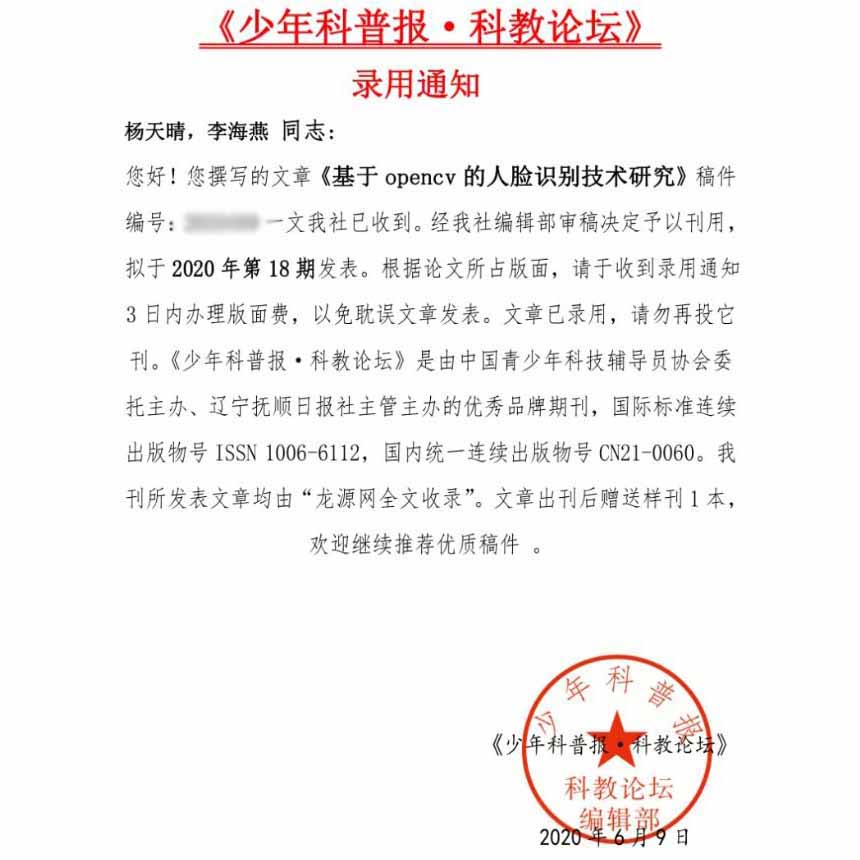 《少年科普报·科教论坛》
录用通知
杨天晴，李海燕 同志：
您好！您撰写的文章《基于 opencv 的人脸识别技术研究》稿件
编号： 一文我社已收到。经我社编辑部审稿决定予以刊用，
拟于 2020 年第 18 期发表。根据论文所占版面，请于收到录用通知
3 日内办理版面费，以免耽误文章发表。文章已录用，请勿再投它
刊。《少年科普报·科教论坛》是由中国青少年科技辅导员协会委
托主办、辽宁抚顺日报社主管主办的优秀品牌期刊，国际标准连续
出版物号 ISSN 1006-6112，国内统一连续出版物号 CN21-0060。我
刊所发表文章均由“龙源网全文收录”。文章出刊后赠送样刊 1 本，
欢迎继续推荐优质稿件 。
少年科普报
《少年科普报·科教论坛》
科教论坛
编辑部
2020 年 6 月 9 日